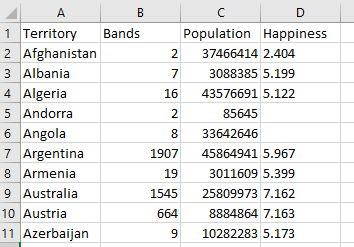 A B C D
1 Territory Bands Population Happiness
2 Afghanistan 2 37466414 2.404
3 Albania 7 3088385 5.199
4 Algeria 16 43576691 5.122
5 Andorra 2 85645
6 Angola 8 33642646
7 Argentina 1907 45864941 5.967
8 Armenia 19 3011609 5.399
9 Australia 1545 25809973 7.162
10 Austria 664 8884864 7.163
11 Azerbaijan 9 10282283 5.173